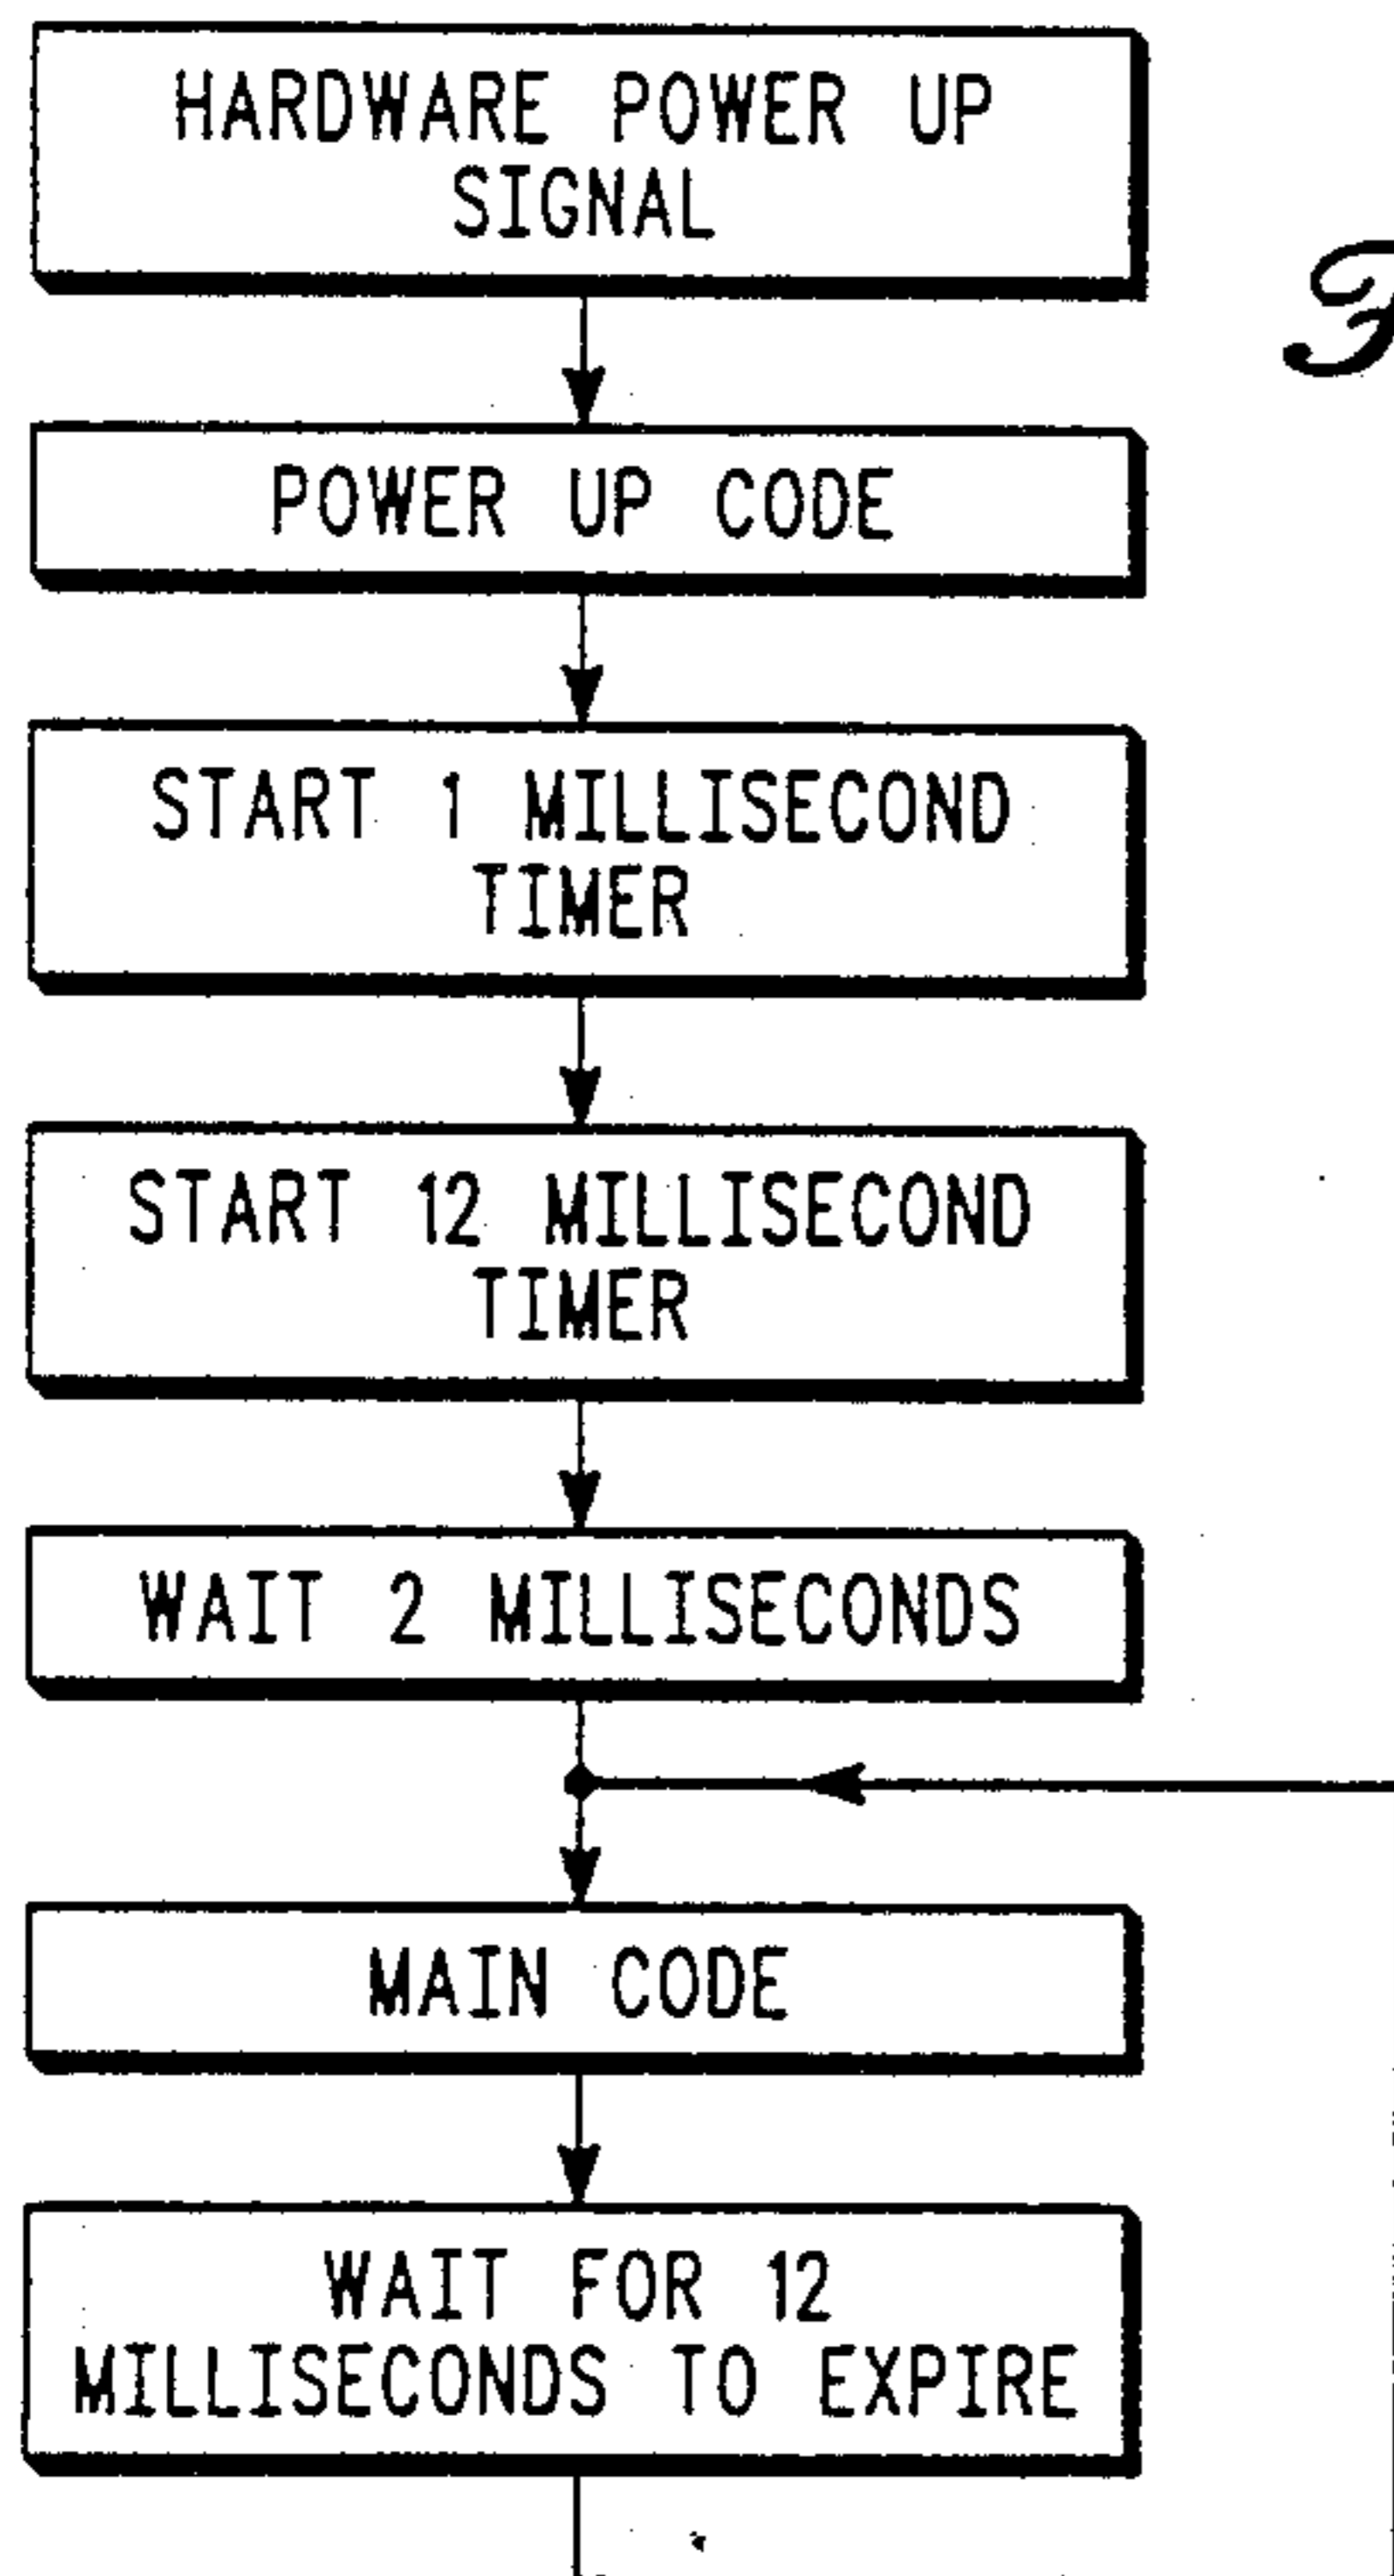 HARDWARE POWER UP
SIGNAL
POWER UP CODE
START 1 MILLISECOND
TIMER
START 12 MILLISECOND
TIMER
WAIT 2 MILLISECONDS
MAIN CODE
WAIT FOR 12
MILLISECONDS TO EXPIRE